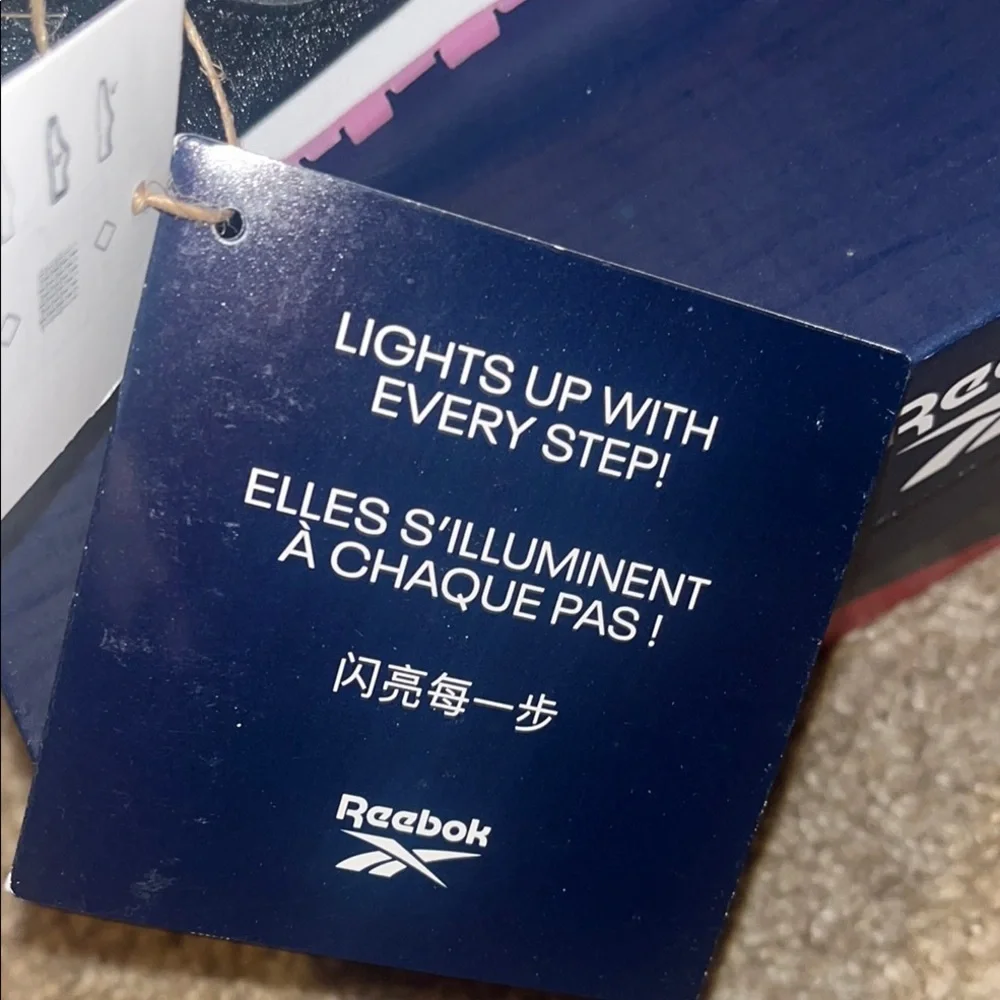 LIGHTS UP WITH
EVERY STEP!
ELLES S'ILLUMINENT
À CHAQUE PAS !
闪亮每一步
Reebok